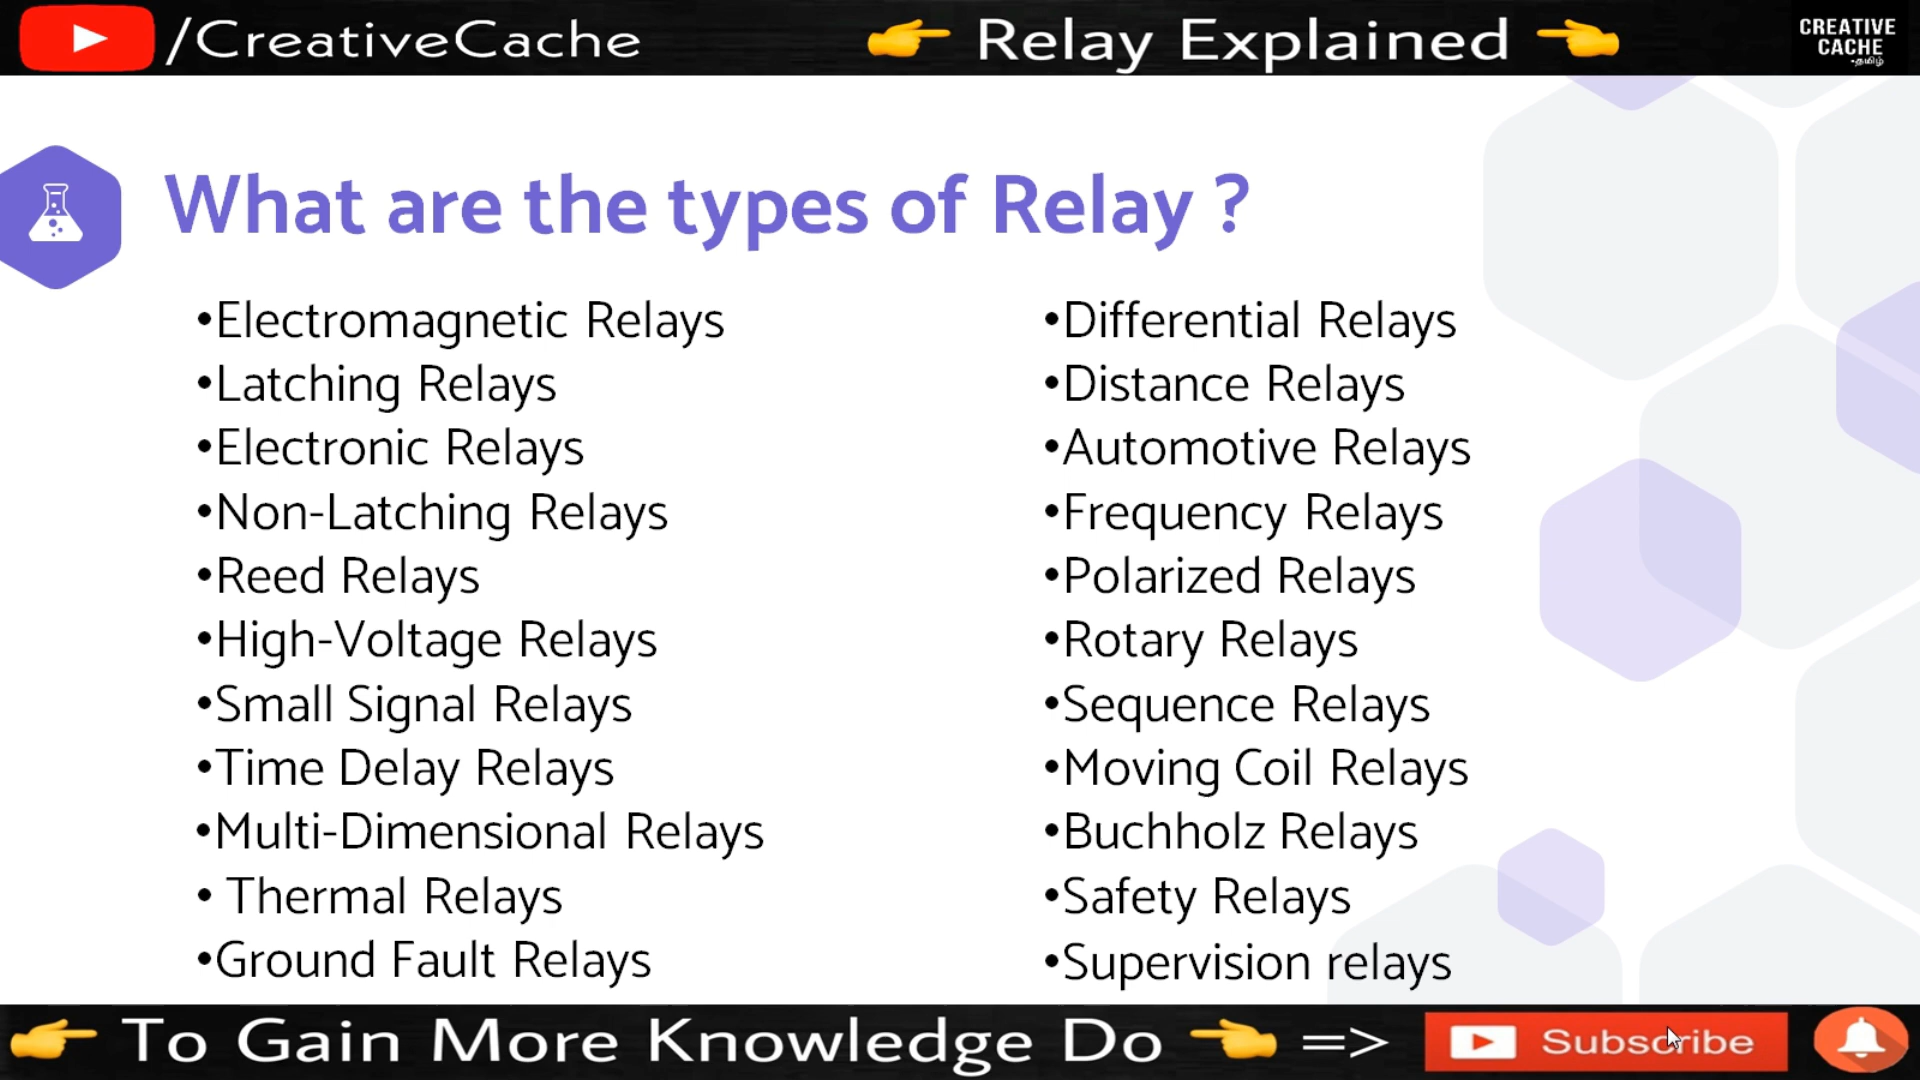 /CreativeCache
👉 Relay Explained 👈
CREATIVE
CACHE
•தமிழ்
What are the types of Relay ?
•Electromagnetic Relays
•Latching Relays
•Electronic Relays
•Non-Latching Relays
•Reed Relays
•High-Voltage Relays
•Small Signal Relays
•Time Delay Relays
•Multi-Dimensional Relays
• Thermal Relays
•Ground Fault Relays
•Differential Relays
•Distance Relays
•Automotive Relays
•Frequency Relays
•Polarized Relays
•Rotary Relays
•Sequence Relays
•Moving Coil Relays
•Buchholz Relays
•Safety Relays
•Supervision relays
👉 To Gain More Knowledge Do 👈 => Subscribe